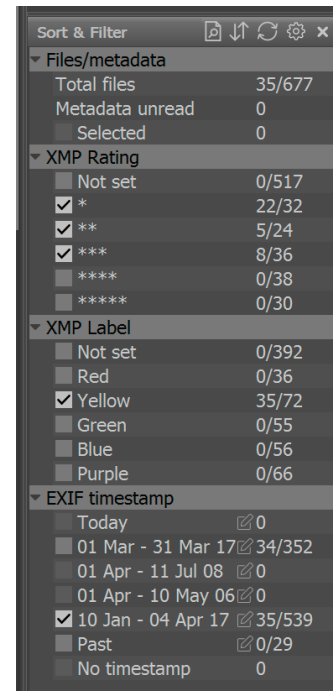 Sort & Filter
Files/metadata
Total files 35/677
Metadata unread 0
Selected 0
XMP Rating
Not set 0/517
* 22/32
** 5/24
*** 8/36
**** 0/38
***** 0/30
XMP Label
Not set 0/392
Red 0/36
Yellow 35/72
Green 0/55
Blue 0/56
Purple 0/66
EXIF timestamp
Today 0
01 Mar - 31 Mar 17 34/352
01 Apr - 11 Jul 08 0
01 Apr - 10 May 06 0
10 Jan - 04 Apr 17 35/539
Past 0/29
No timestamp 0